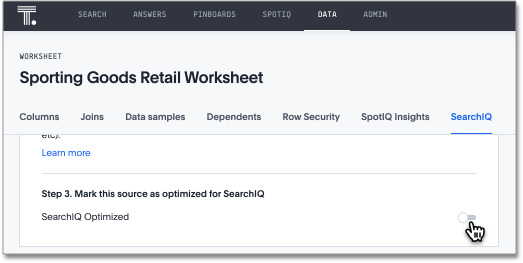 SEARCH ANSWERS PINBOARDS SPOTIQ DATA ADMIN
WORKSHEET
Sporting Goods Retail Worksheet
Columns Joins Data samples Dependents Row Security SpotIQ Insights SearchIQ
etc).
Learn more
Step 3. Mark this source as optimized for SearchIQ
SearchIQ Optimized